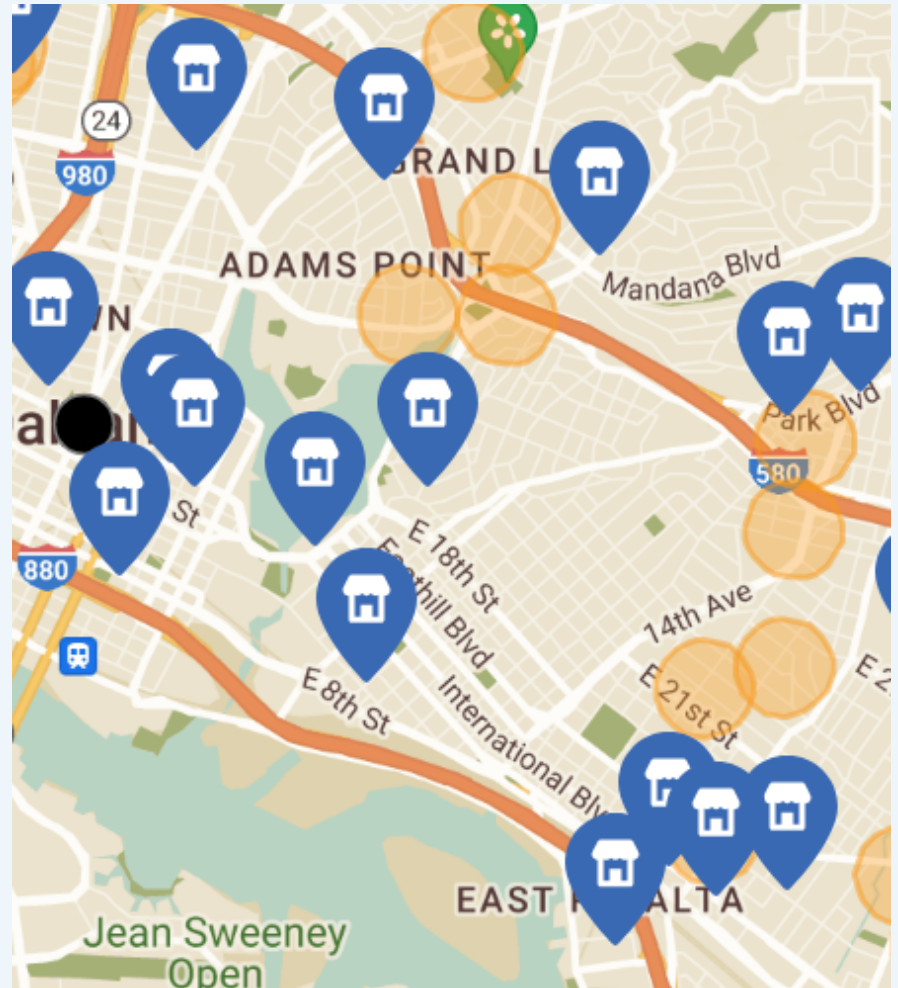 24
GRAND L
980
ADAMS POINT
Mandana Blvd
WN
Park Blvd
580
St
E 18th St
880
Foothill Blvd
14th Ave
E 21st St
E 2
E 8th St
International Blv
EAST P ALTA
Jean Sweeney
Open